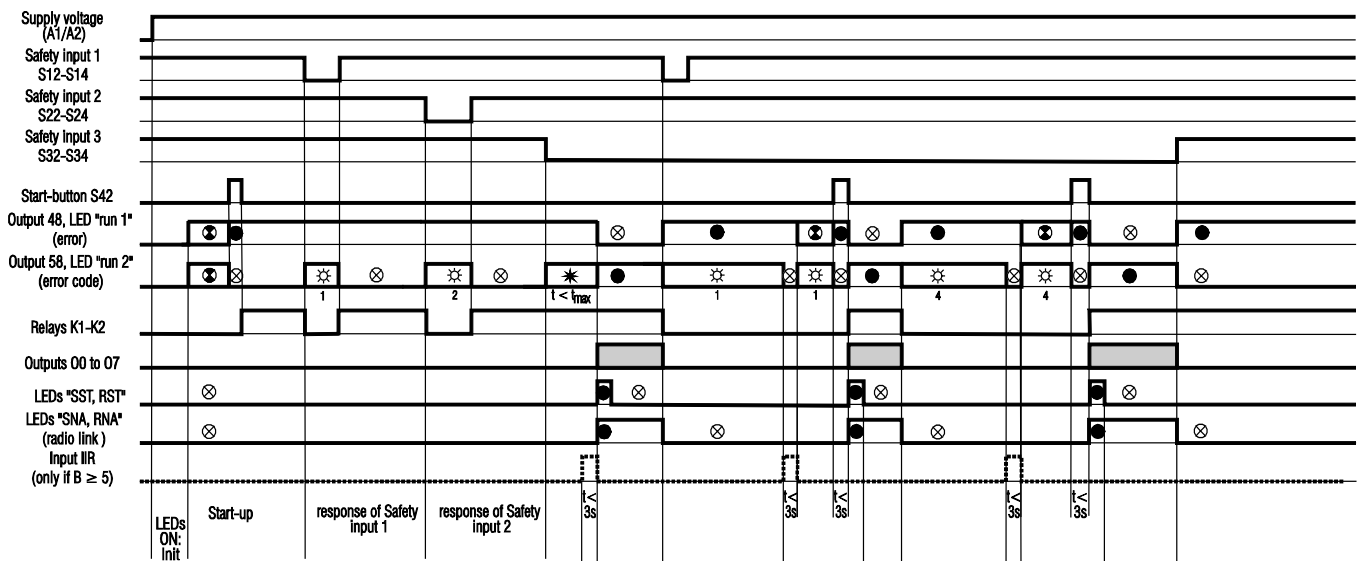 Supply voltage
(A1/A2)
Safety input 1
S12-S14
Safety input 2
S22-S24
Safety input 3
S32-S34
Start-button S42
Output 48, LED "run 1"
(error)
Output 58, LED "run 2"
(error code)
1
2
t < tmax
1
1
4
4
Relays K1-K2
Outputs 00 to 07
LEDs "SST, RST"
LEDs "SNA, RNA"
(radio link )
Input IIR
(only if B ≥ 5)
LEDs
ON:
Init
Start-up
response of Safety
input 1
response of Safety
input 2
t<
3s
t<
3s
t<
3s
t<
3s
t<
3s